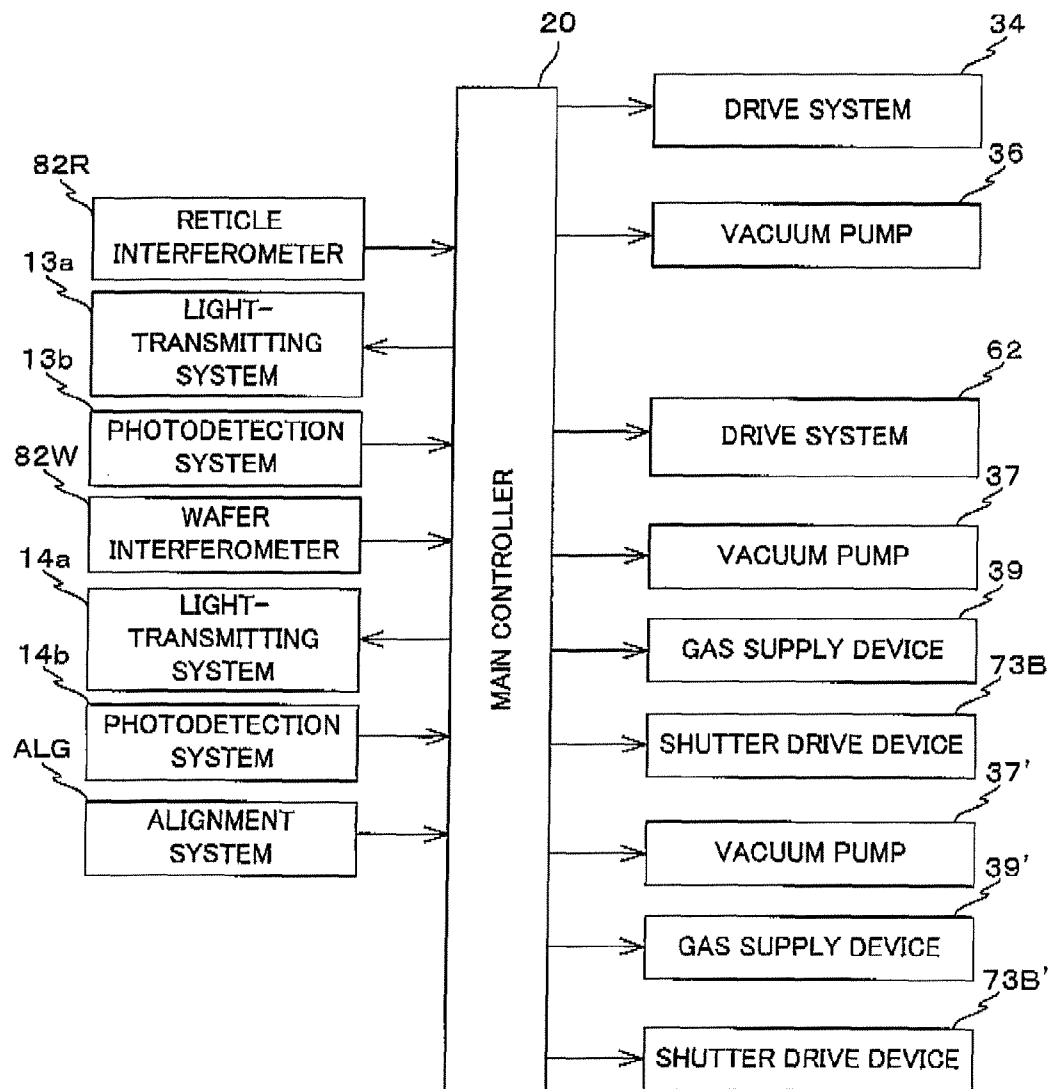 20
34
DRIVE SYSTEM
36
82R
RETICLE
INTERFEROMETER
VACUUM PUMP
13a
LIGHT-
TRANSMITTING
SYSTEM
13b
62
PHOTODETECTION
SYSTEM
DRIVE SYSTEM
82W
WAFER
INTERFEROMETER
37
VACUUM PUMP
14a
LIGHT-
TRANSMITTING
SYSTEM
39
GAS SUPPLY DEVICE
14b
73B
PHOTODETECTION
SYSTEM
SHUTTER DRIVE DEVICE
ALG
37'
ALIGNMENT
SYSTEM
VACUUM PUMP
39'
GAS SUPPLY DEVICE
73B'
SHUTTER DRIVE DEVICE
MAIN CONTROLLER